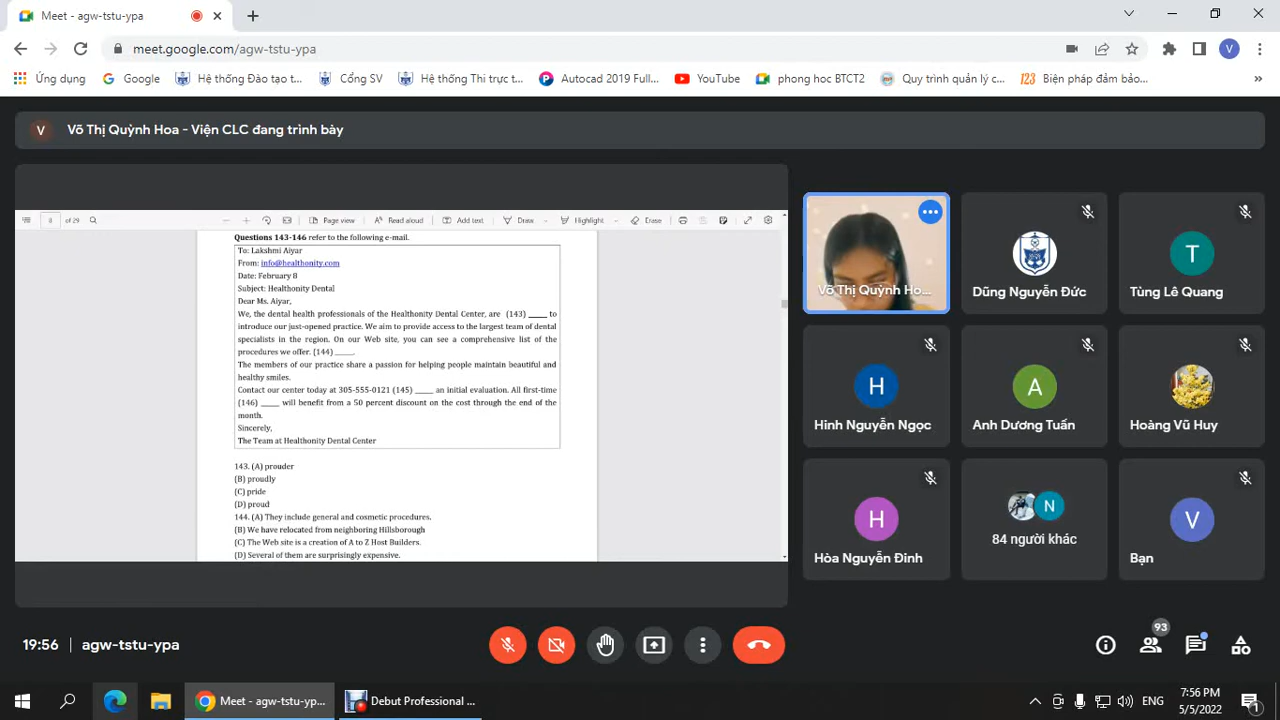 Meet - agw-tstu-ypa
meet.google.com/agw-tstu-ypa
V
Ứng dụng
Google
Hệ thống Đào tạo t...
Cổng SV
Hệ thống Thi trực t...
Autocad 2019 Full...
YouTube
phong hoc BTCT2
Quy trình quản lý c...
123 Biện pháp đảm bảo...
V Võ Thị Quỳnh Hoa - Viện CLC đang trình bày
8 of 29
Page view
Read aloud
Add text
Draw
Highlight
Erase
Questions 143-146 refer to the following e-mail.
To: Lakshmi Aiyar
From: info@healthonity.com
Date: February 8
Subject: Healthonity Dental
Dear Ms. Aiyar,
We, the dental health professionals of the Healthonity Dental Center, are (143) ____ to
introduce our just-opened practice. We aim to provide access to the largest team of dental
specialists in the region. On our Web site, you can see a comprehensive list of the
procedures we offer. (144) ____.
The members of our practice share a passion for helping people maintain beautiful and
healthy smiles.
Contact our center today at 305-555-0121 (145) ____ an initial evaluation. All first-time
(146) ____ will benefit from a 50 percent discount on the cost through the end of the
month.
Sincerely,
The Team at Healthonity Dental Center
143. (A) prouder
(B) proudly
(C) pride
(D) proud
144. (A) They include general and cosmetic procedures.
(B) We have relocated from neighboring Hillsborough
(C) The Web site is a creation of A to Z Host Builders.
(D) Several of them are surprisingly expensive.
Võ Thị Quỳnh Ho...
Dũng Nguyễn Đức
T
Tùng Lê Quang
H
Hinh Nguyễn Ngọc
A
Anh Dương Tuấn
Hoàng Vũ Huy
H
Hòa Nguyễn Đình
N
84 người khác
V
Bạn
19:56 | agw-tstu-ypa
93
Meet - agw-tstu-yp...
Debut Professional ...
ENG
7:56 PM
5/5/2022
1